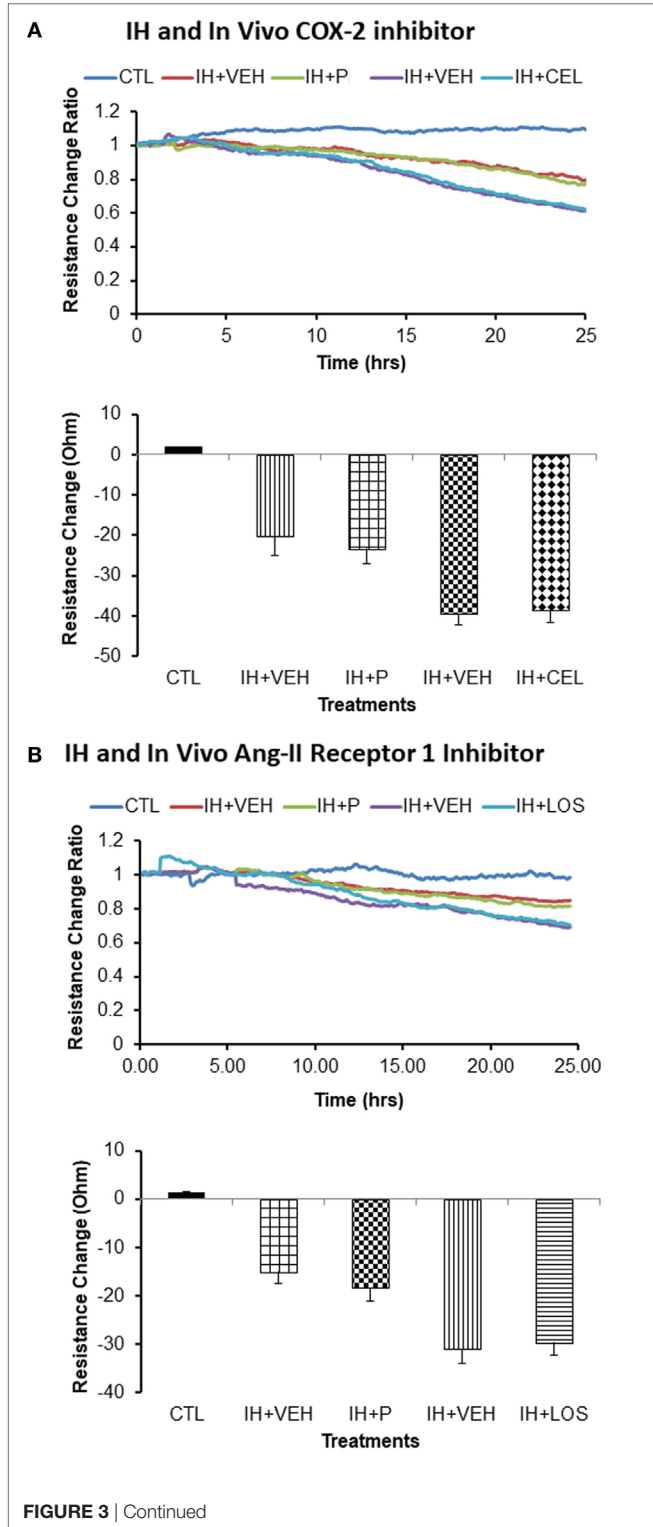 A IH and In Vivo COX-2 inhibitor
CTL IH+VEH IH+P IH+VEH IH+CEL
Resistance Change Ratio
1.2
1
0.8
0.6
0.4
0.2
0
0 5 10 15 20 25
Time (hrs)
Resistance Change (Ohm)
10
0
-10
-20
-30
-40
-50
CTL IH+VEH IH+P IH+VEH IH+CEL
Treatments
B IH and In Vivo Ang-II Receptor 1 Inhibitor
CTL IH+VEH IH+P IH+VEH IH+LOS
Resistance Change Ratio
1.2
1
0.8
0.6
0.4
0.2
0
0.00 5.00 10.00 15.00 20.00 25.00
Time (hrs)
Resistance Change (Ohm)
10
0
-10
-20
-30
-40
CTL IH+VEH IH+P IH+VEH IH+LOS
Treatments
FIGURE 3 | Continued